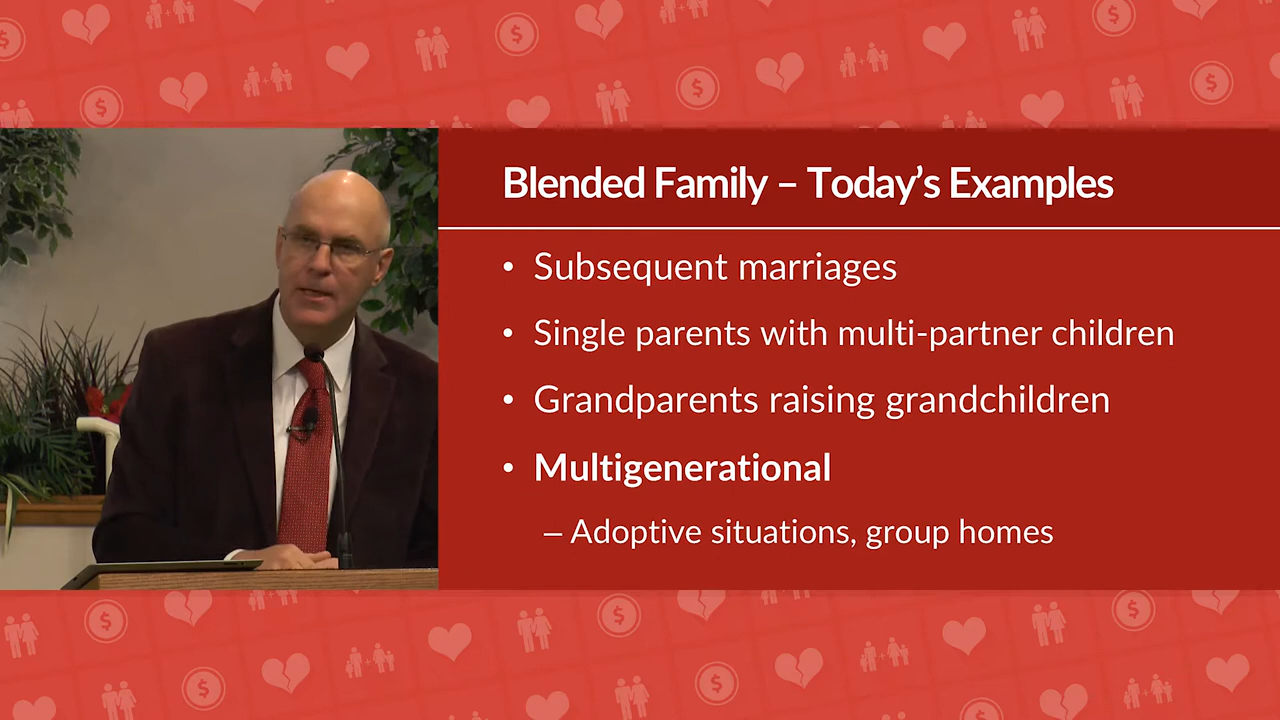 Blended Family – Today’s Examples
• Subsequent marriages
• Single parents with multi-partner children
• Grandparents raising grandchildren
• Multigenerational
– Adoptive situations, group homes